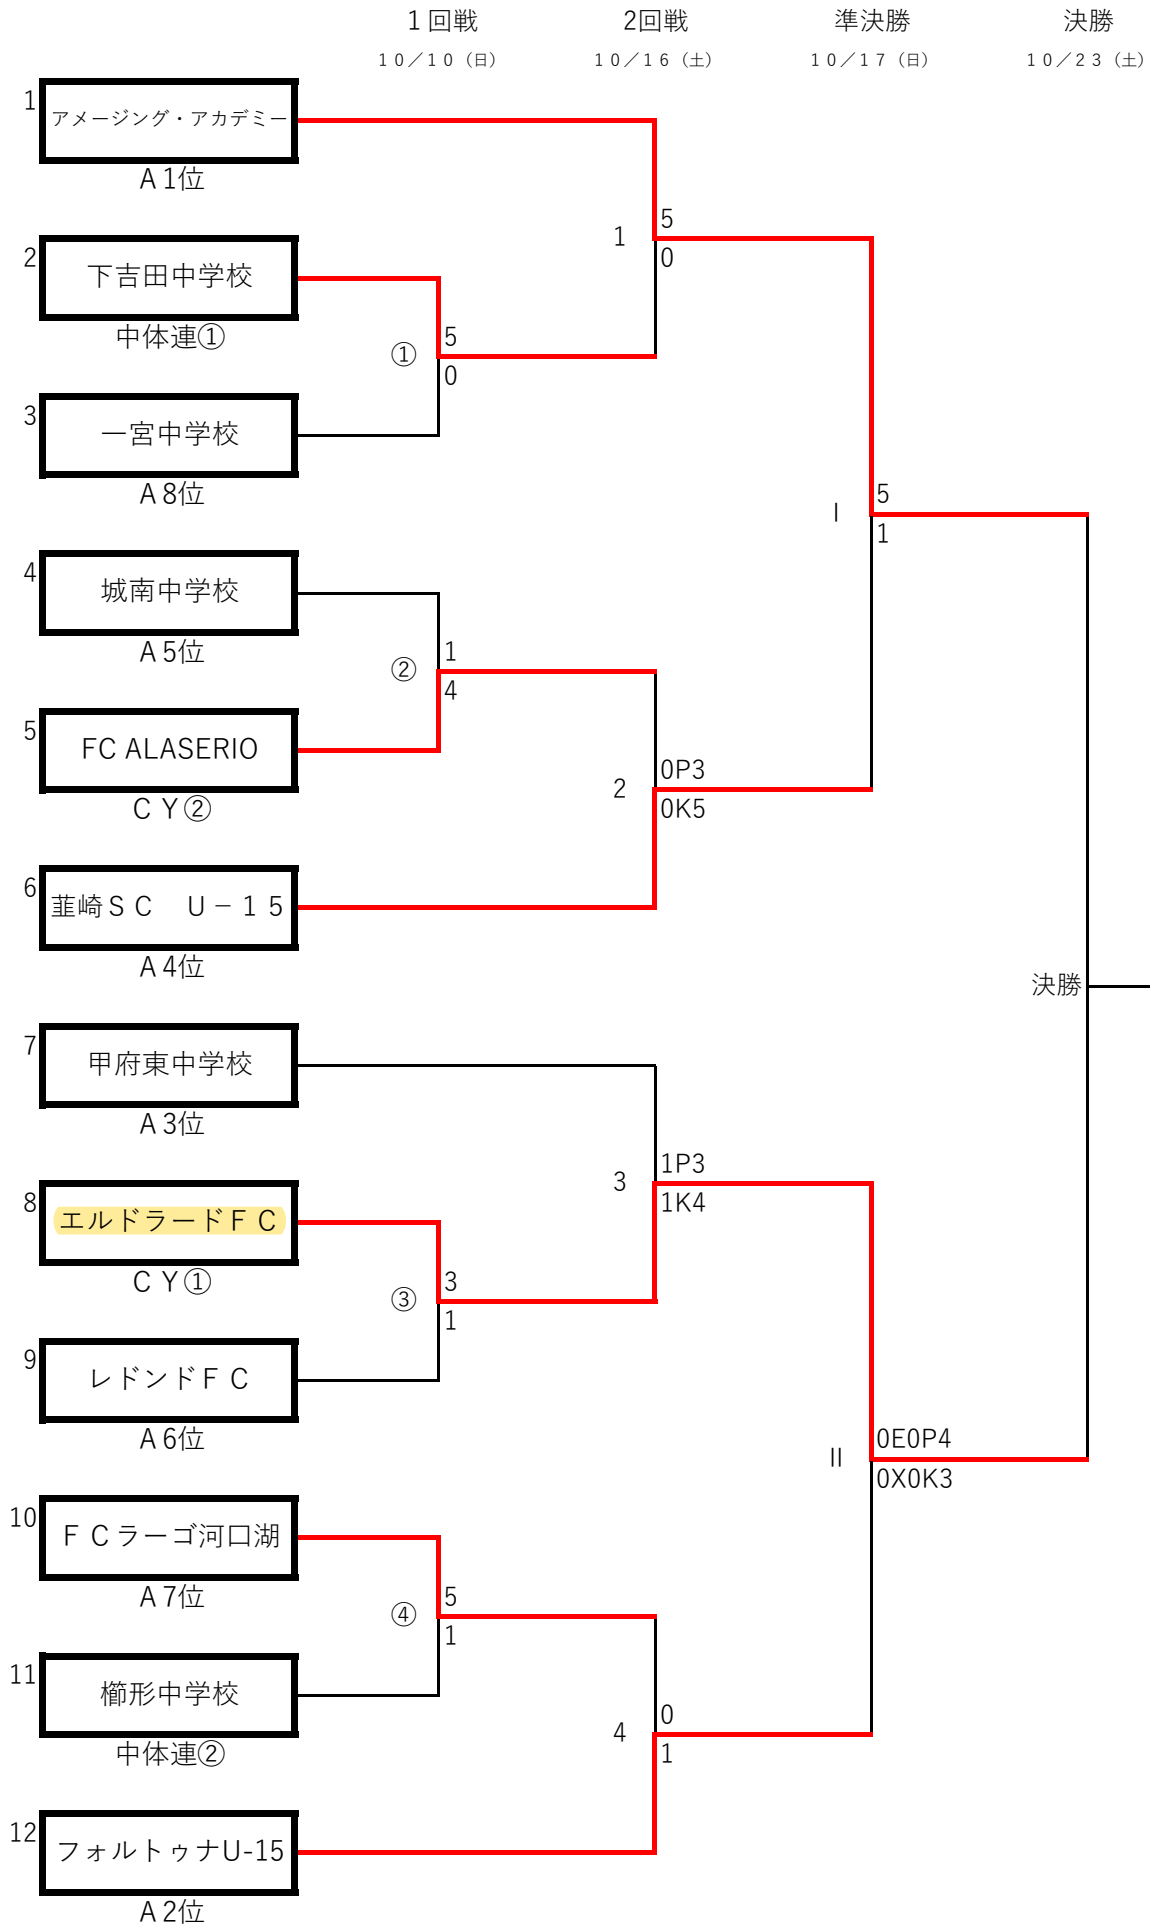 1回戦 2回戦 準決勝 決勝
10／10（日） 10／16（土） 10／17（日） 10／23（土）
1 アメージング・アカデミー
A 1位
1
5
0
2 下吉田中学校
中体連①
①
5
0
3 一宮中学校
A 8位
I
5
1
4 城南中学校
A 5位
②
1
4
5 FC ALASERIO
ＣＹ②
2
0P3
0K5
6 韮崎ＳＣ　Ｕ－１５
A 4位
決勝
7 甲府東中学校
A 3位
3
1P3
1K4
8 エルドラードＦＣ
ＣＹ①
③
3
1
9 レドンドＦＣ
A 6位
II
0E0P4
0X0K3
10 ＦＣラーゴ河口湖
A 7位
④
5
1
11 櫛形中学校
中体連②
4
0
1
12 フォルトゥナU-15
A 2位